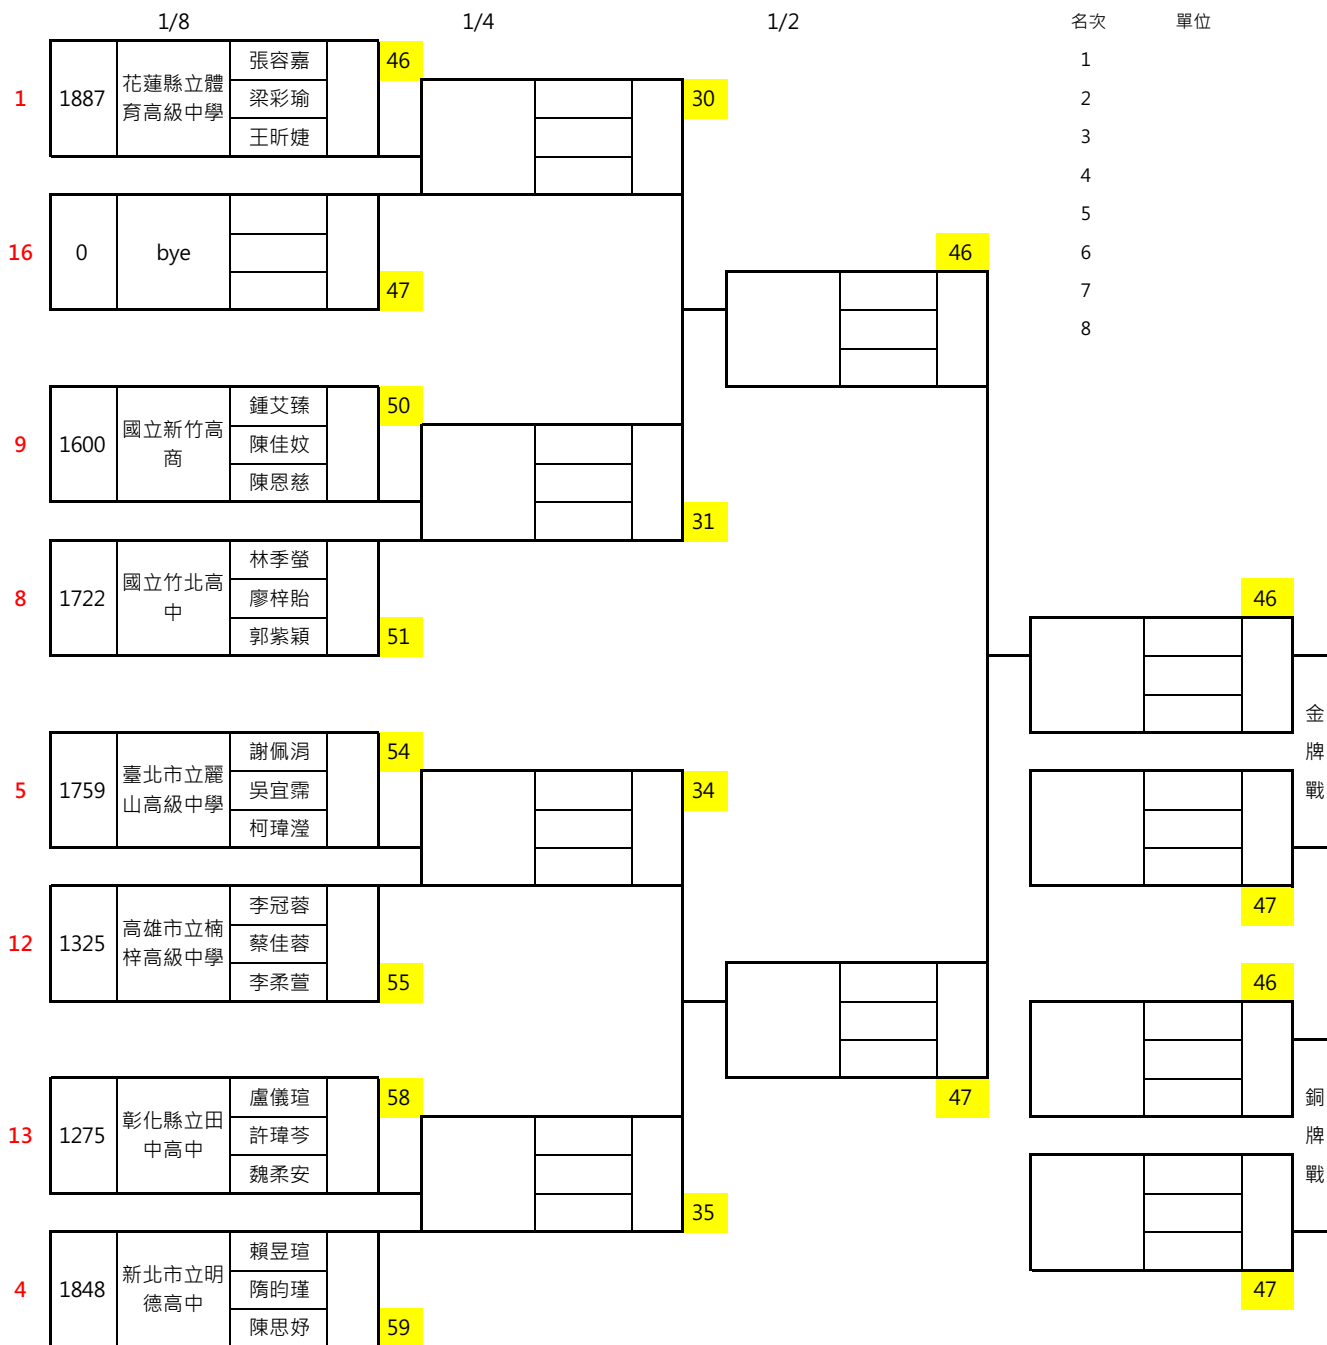 1/8 1/4 1/2 名次 單位
張容嘉 46 1
花蓮縣立體
1 1887 梁彩瑜 30 2
育高級中學
王昕婕 3
4
5
16 0 bye 46 6
47 7
8
鍾艾臻 50
國立新竹高
9 1600 陳佳妏
商
陳恩慈
31
林季螢
國立竹北高
8 1722 廖梓貽 46
中
郭紫穎 51
金
謝佩涓 54 牌
臺北市立麗
5 1759 吳宜霈 34 戰
山高級中學
柯瑋瀅
李冠蓉 47
高雄市立楠
12 1325 蔡佳蓉
梓高級中學
李柔萱 55 46
盧儀瑄 58 47 銅
彰化縣立田
13 1275 許瑋芩 牌
中高中
魏柔安 戰
35
賴昱瑄
新北市立明
4 1848 隋昀瑾 47
德高中
陳思妤 59